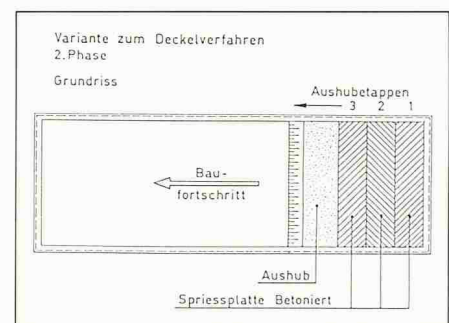 Variante zum Deckelverfahren
2.Phase
Grundriss
Aushubetappen
3 2 1
Bau-
fortschritt
Aushub
Spriessplatte Betoniert